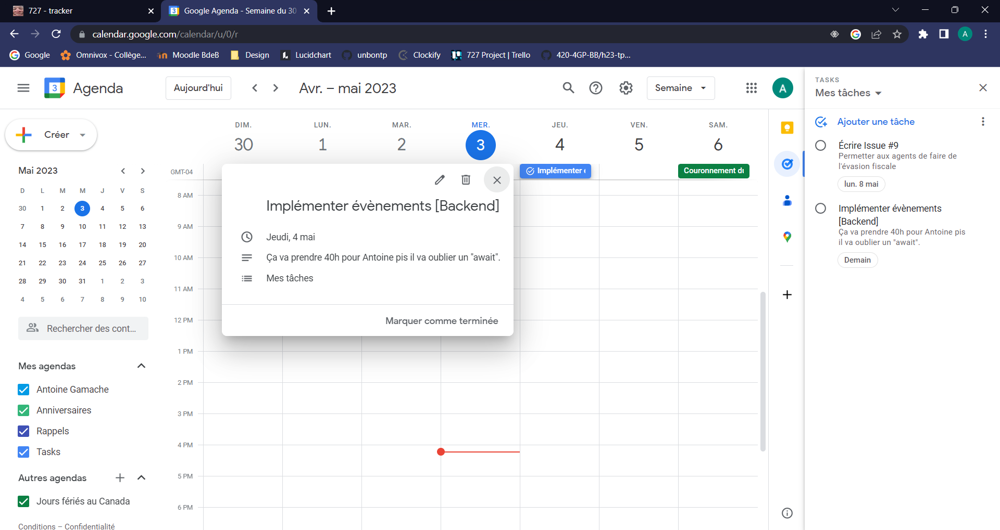 727 - tracker
Google Agenda - Semaine du 30
calendar.google.com/calendar/u/0/r
A
Google
Omnivox - Collège...
Moodle BdeB
Design
Lucidchart
unbontp
Clockify
727 Project | Trello
420-4GP-BB/h23-tp...
3
Agenda
Aujourd'hui
Avr. – mai 2023
Semaine
A
TASKS
Mes tâches
Créer
Mai 2023
D L M M J V S
30 1 2 3 4 5 6
7 8 9 10 11 12 13
14 15 16 17 18 19 20
21 22 23 24 25 26 27
28 29 30 31 1 2 3
4 5 6 7 8 9 10
Rechercher des cont...
Mes agendas
Antoine Gamache
Anniversaires
Rappels
Tasks
Autres agendas
Jours fériés au Canada
Conditions – Confidentialité
DIM. LUN. MAR. MER. JEU. VEN. SAM.
30 1 2 3 4 5 6
GMT-04
Implémenter
Couronnement du
8 AM
9 AM
10 AM
11 AM
12 PM
1 PM
2 PM
3 PM
4 PM
5 PM
6 PM
Implémenter évènements [Backend]
Jeudi, 4 mai
Ça va prendre 40h pour Antoine pis il va oublier un "await".
Mes tâches
Marquer comme terminée
Ajouter une tâche
Écrire Issue #9
Permetter aux agents de faire de
l'évasion fiscale
lun. 8 mai
Implémenter évènements
[Backend]
Ça va prendre 40h pour Antoine pis
il va oublier un "await".
Demain